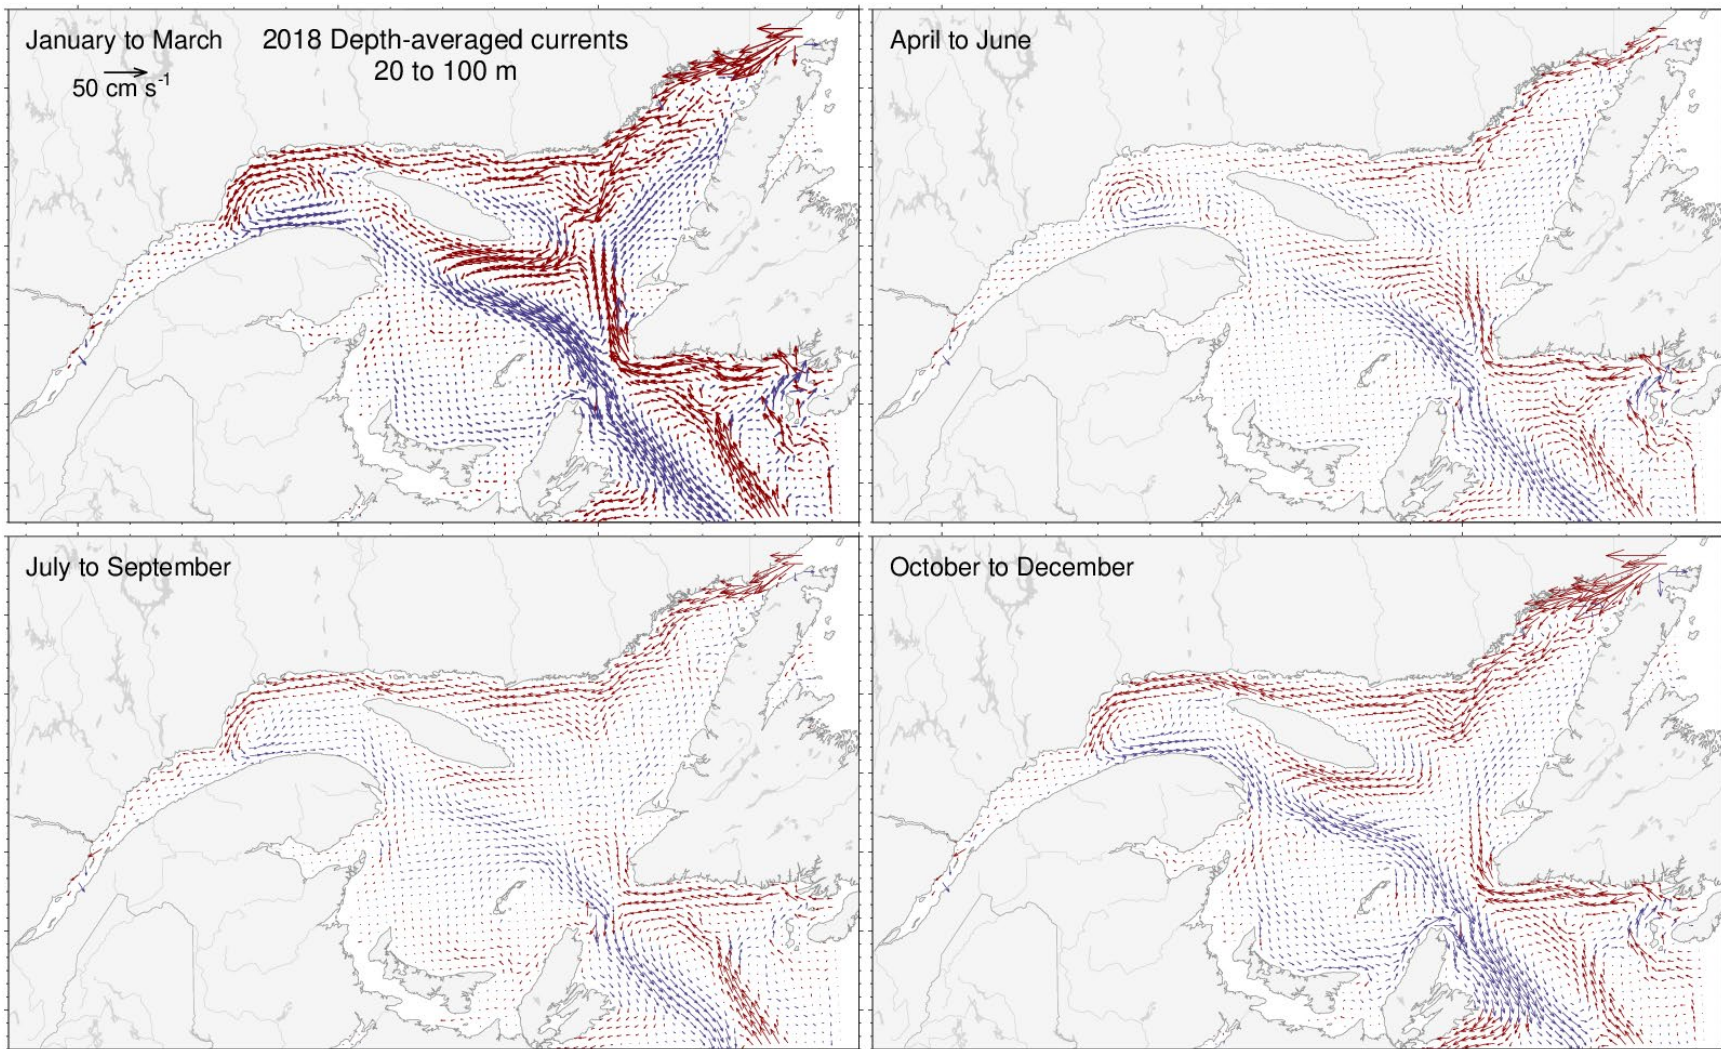 January to March
50 cm s⁻¹
2018 Depth-averaged currents
20 to 100 m
April to June
July to September
October to December